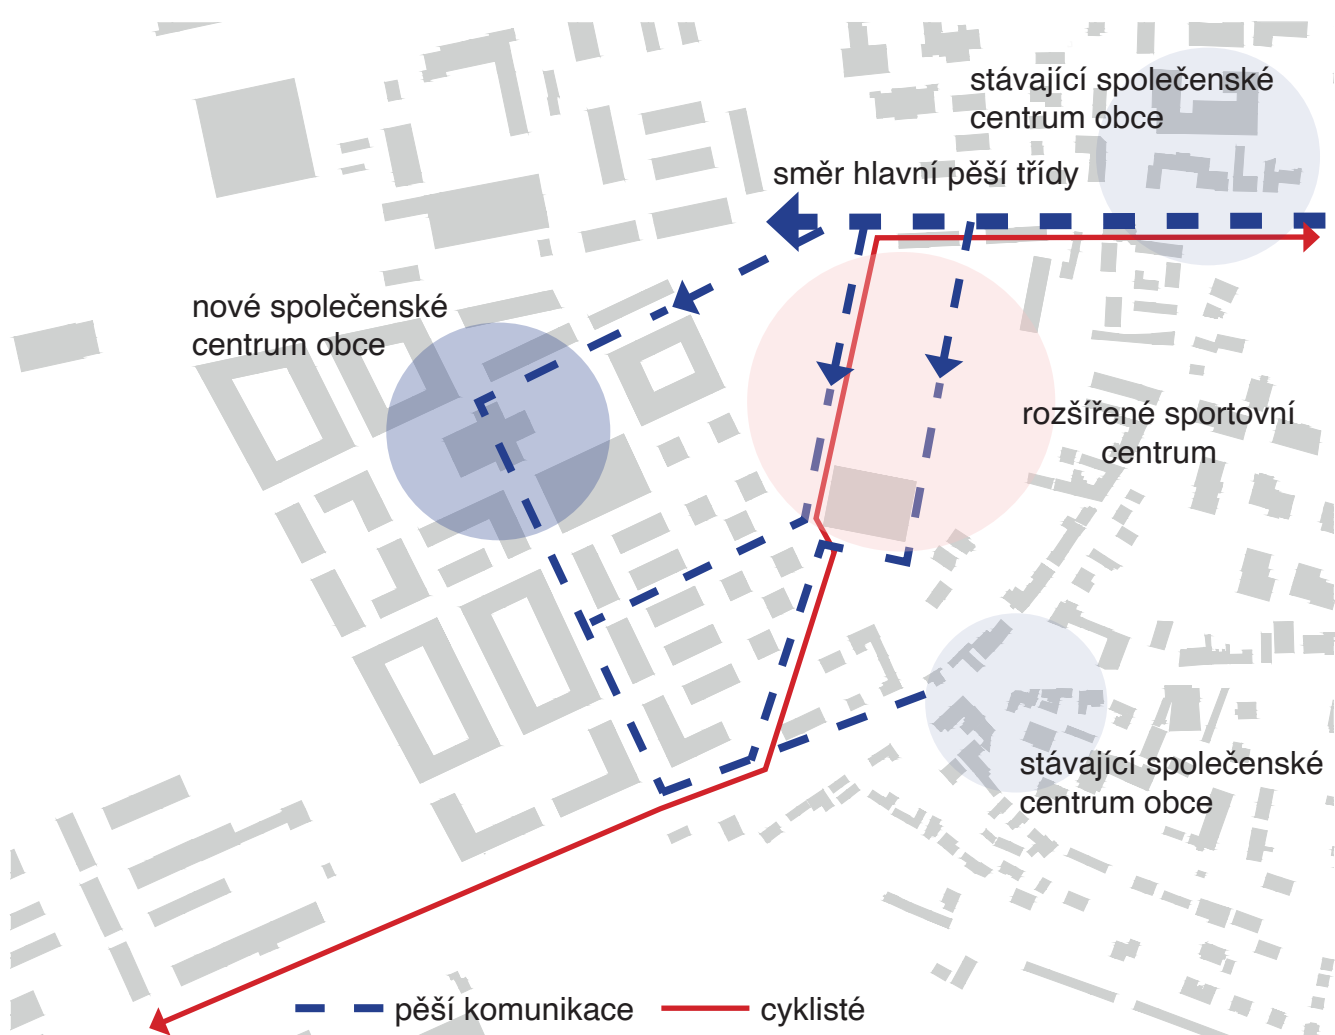 stávající společenské
centrum obce
směr hlavní pěší třídy
nové společenské
centrum obce
rozšířené sportovní
centrum
stávající společenské
centrum obce
pěší komunikace
cyklisté